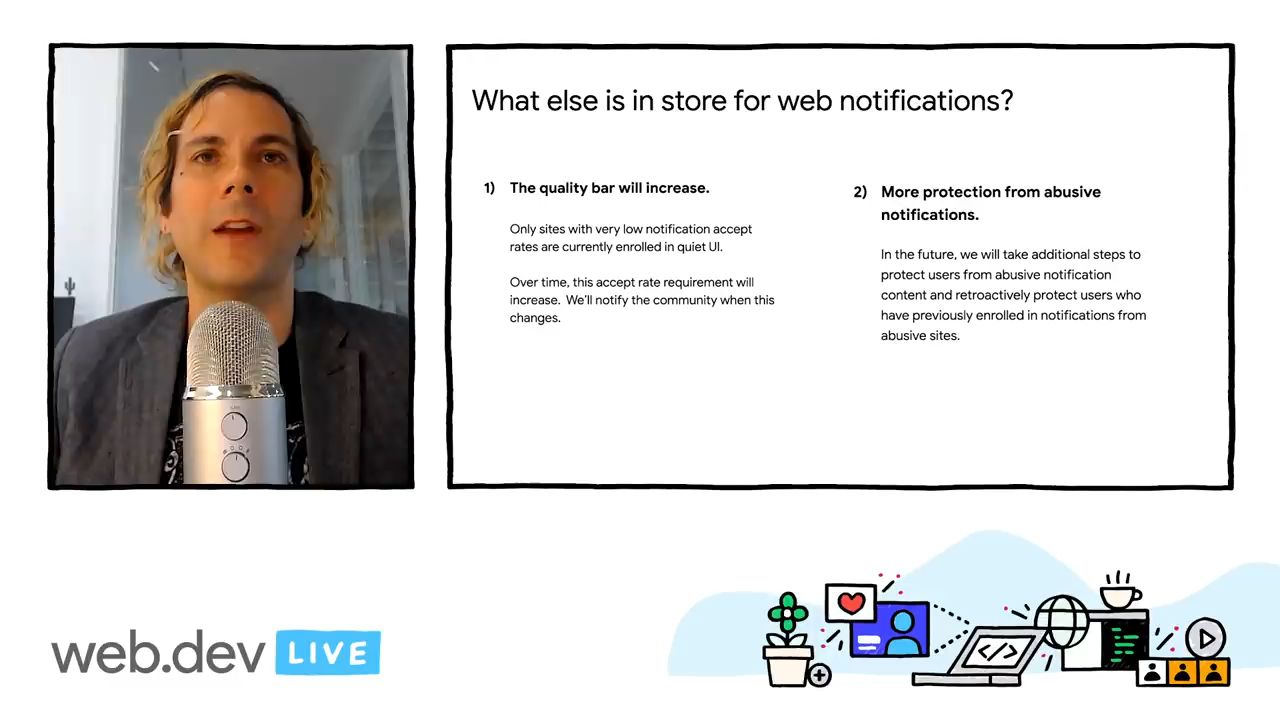 What else is in store for web notifications?
1) The quality bar will increase.
Only sites with very low notification accept
rates are currently enrolled in quiet UI.
Over time, this accept rate requirement will
increase. We'll notify the community when this
changes.
2) More protection from abusive
notifications.
In the future, we will take additional steps to
protect users from abusive notification
content and retroactively protect users who
have previously enrolled in notifications from
abusive sites.
web.dev LIVE